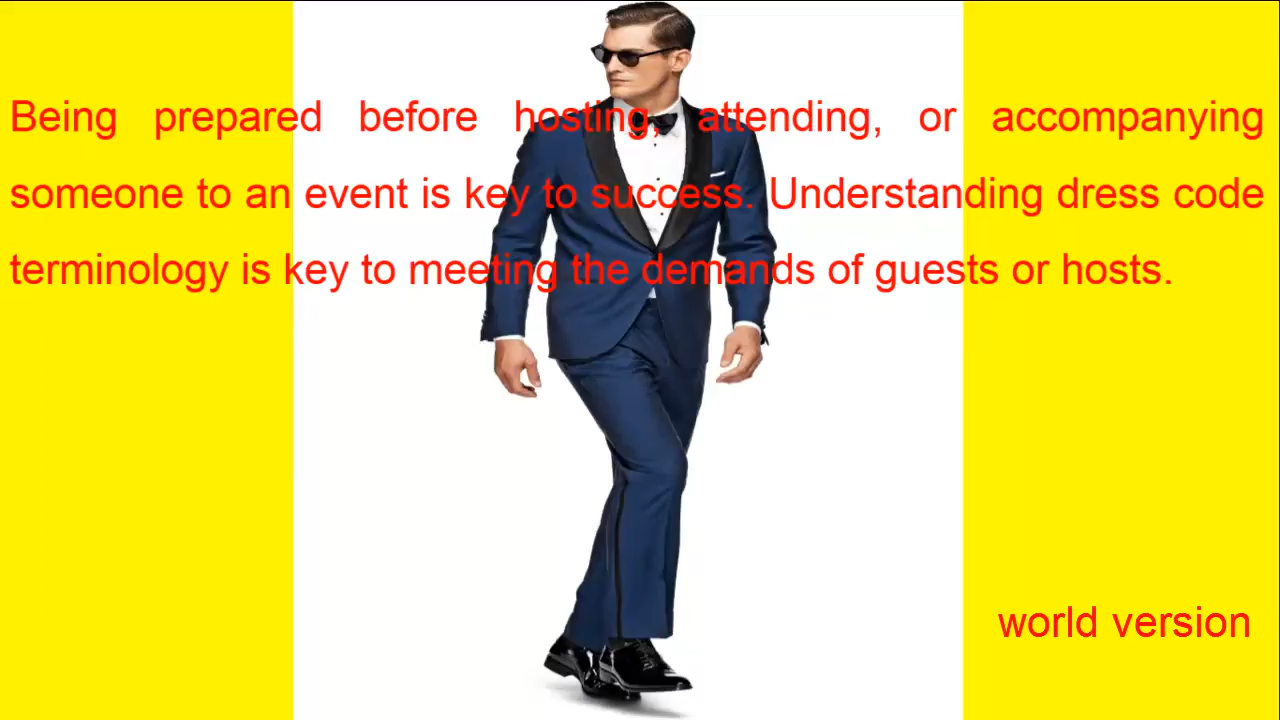 Being prepared before hosting, attending, or accompanying
someone to an event is key to success. Understanding dress code
terminology is key to meeting the demands of guests or hosts.
world version